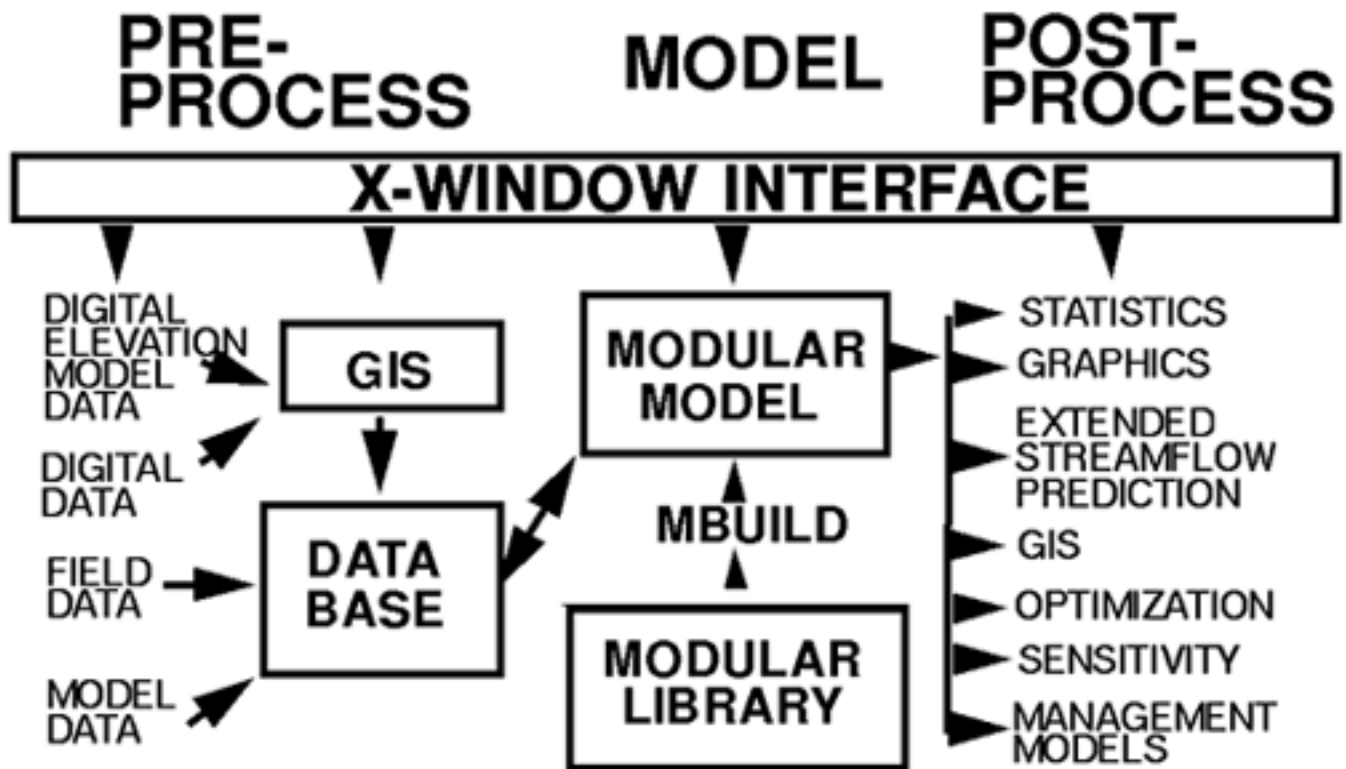 PRE-
PROCESS
MODEL
POST-
PROCESS
X-WINDOW INTERFACE
DIGITAL
ELEVATION
MODEL
DATA
DIGITAL
DATA
FIELD
DATA
MODEL
DATA
GIS
DATA
BASE
MODULAR
MODEL
MBUILD
MODULAR
LIBRARY
STATISTICS
GRAPHICS
EXTENDED
STREAMFLOW
PREDICTION
GIS
OPTIMIZATION
SENSITIVITY
MANAGEMENT
MODELS